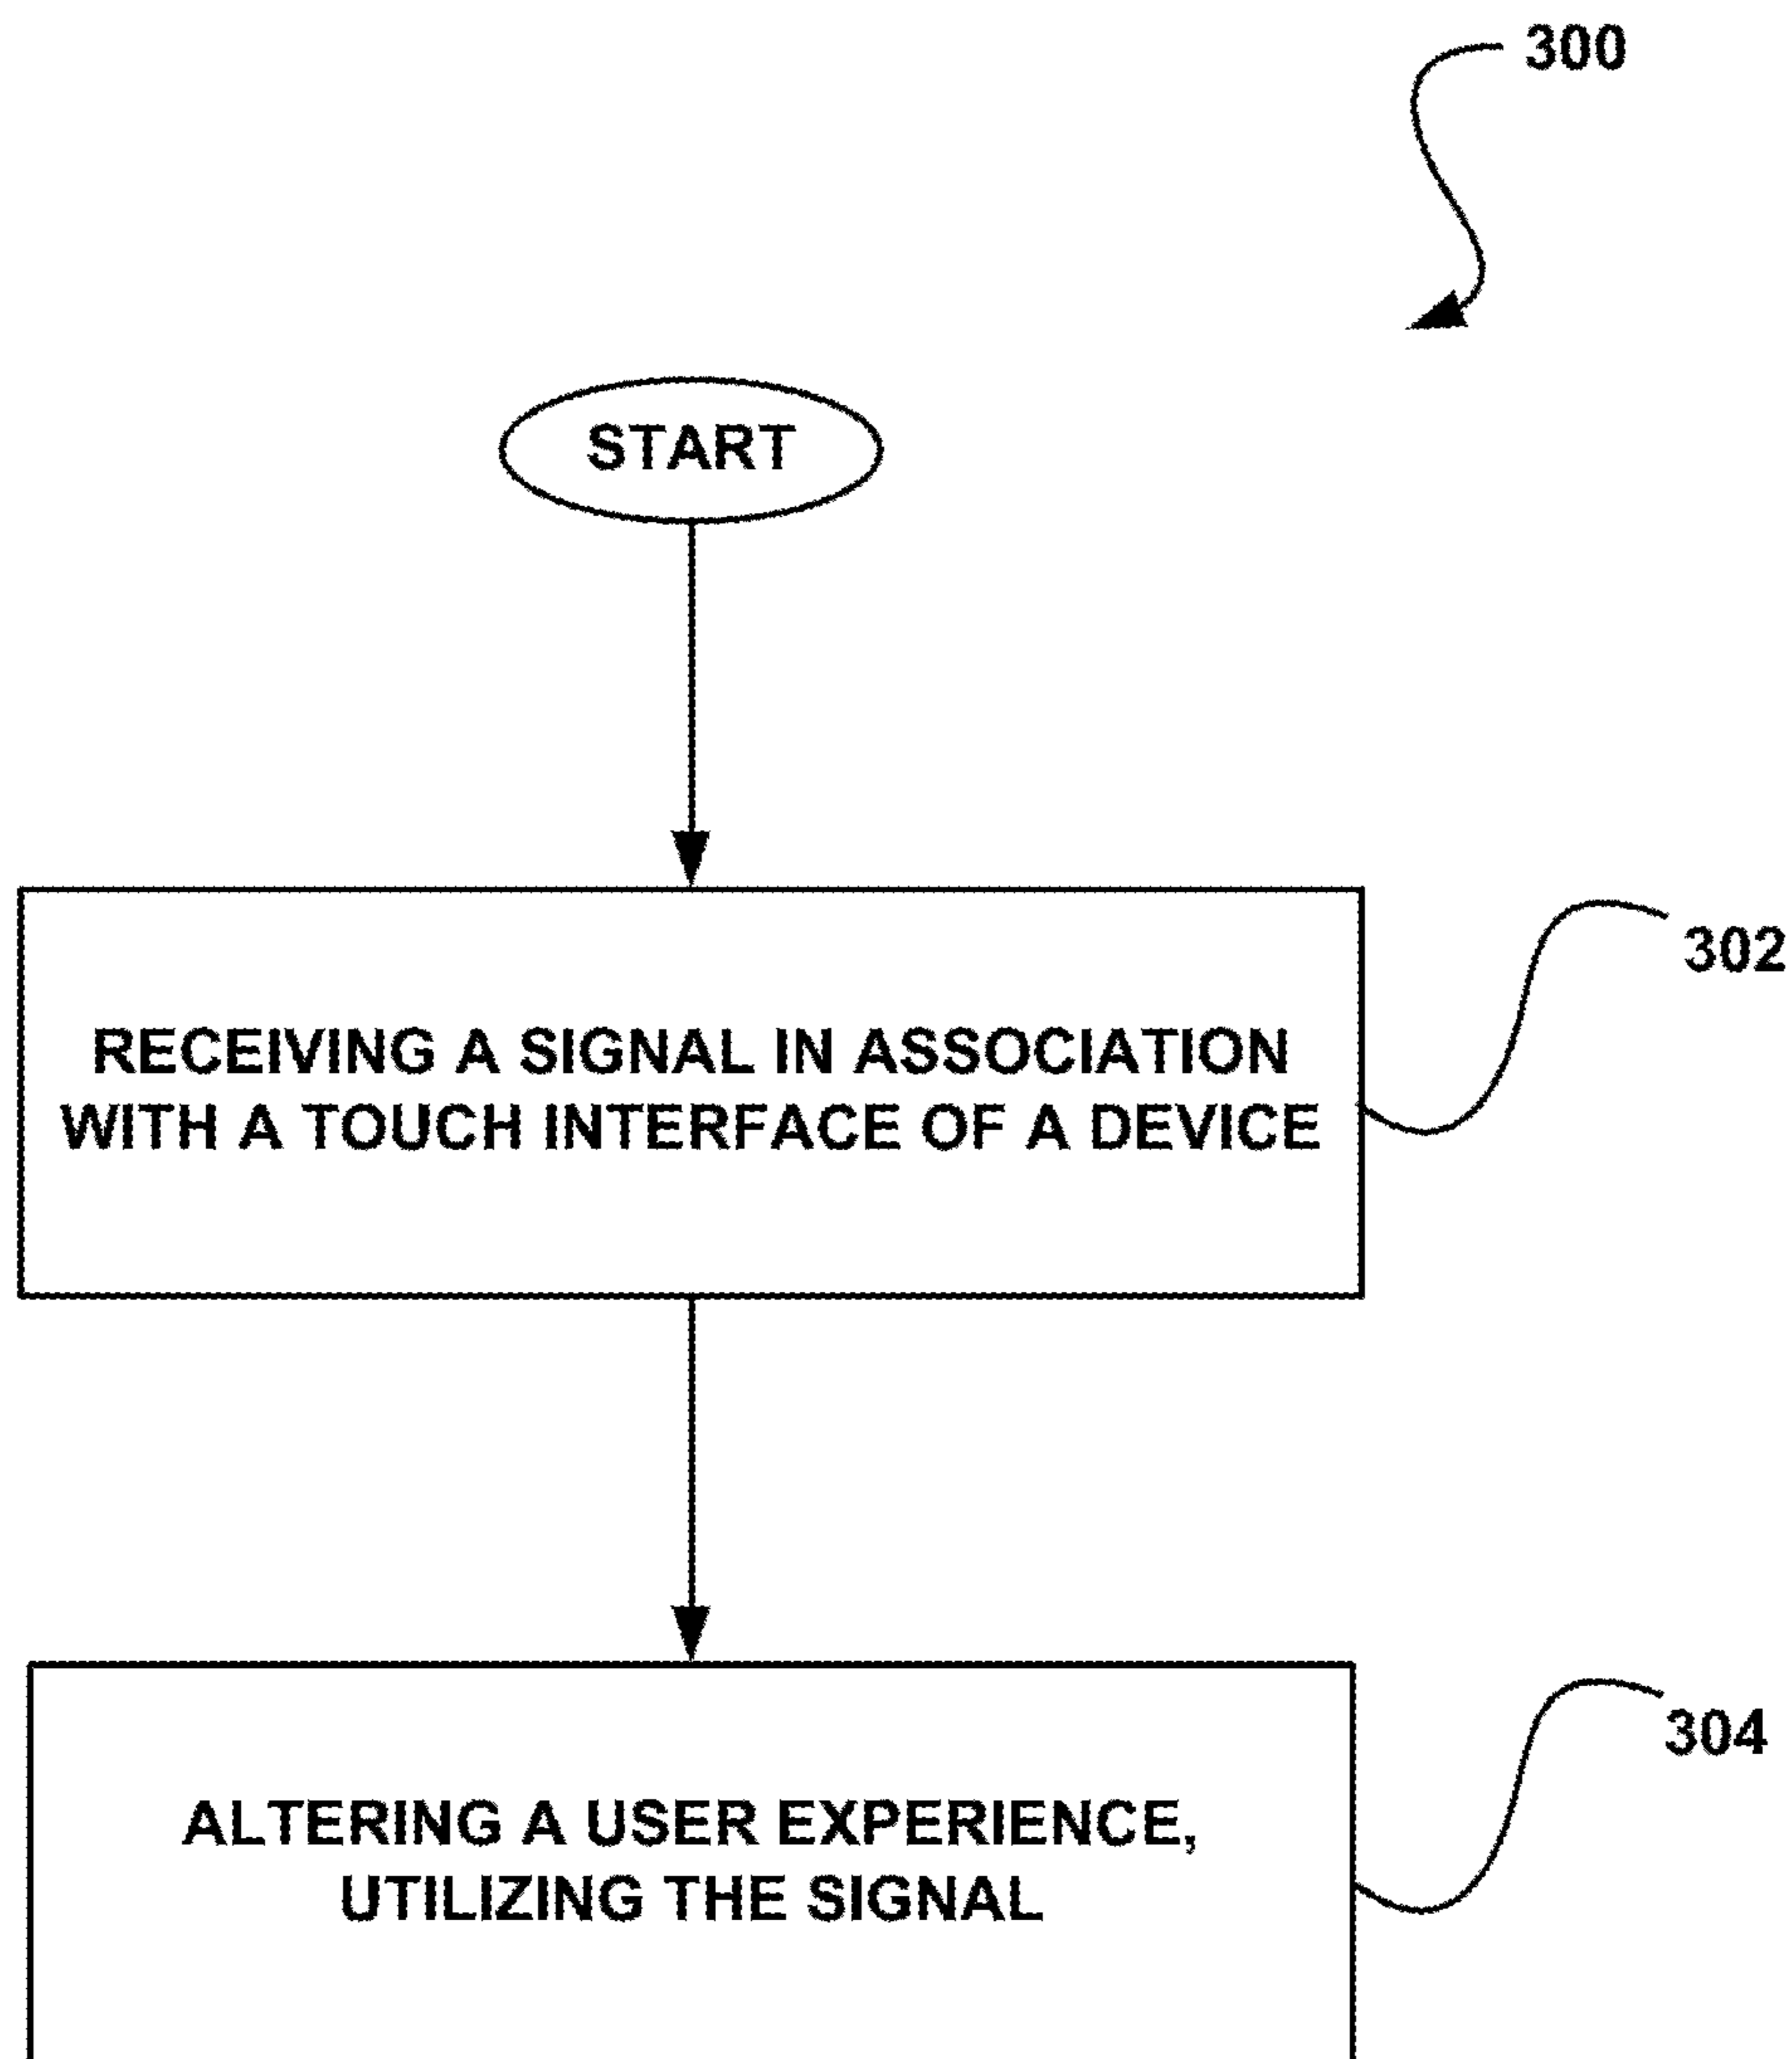 300
START
302
RECEIVING A SIGNAL IN ASSOCIATION
WITH A TOUCH INTERFACE OF A DEVICE
304
ALTERING A USER EXPERIENCE,
UTILIZING THE SIGNAL